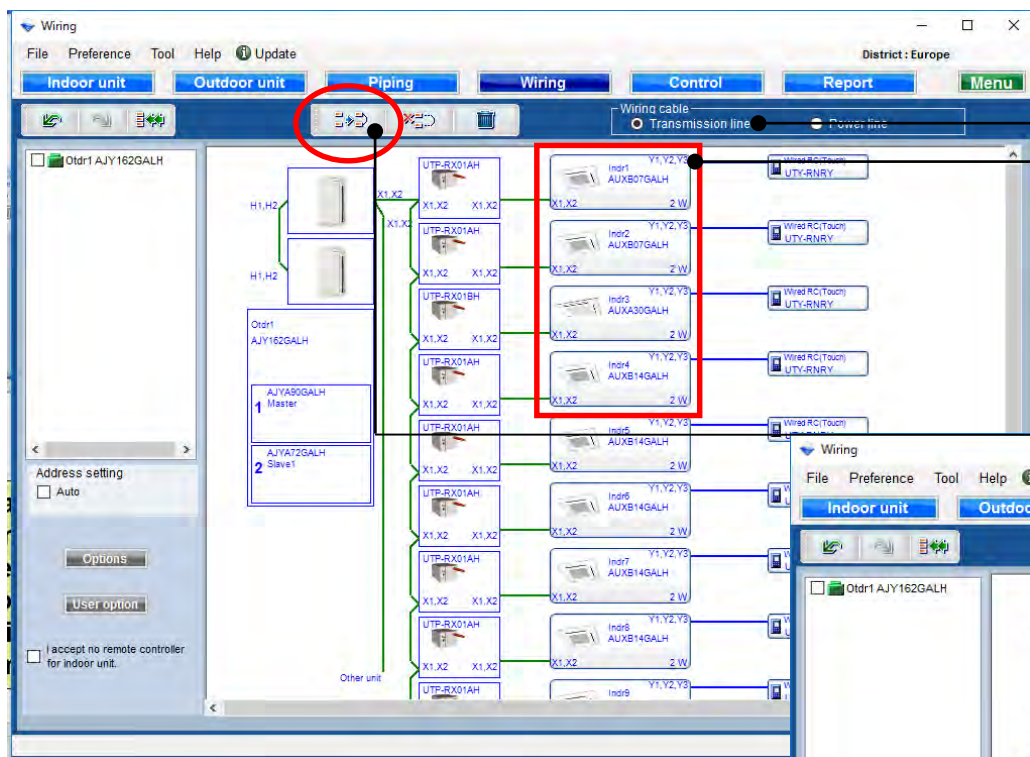 Wiring
File Preference Tool Help Update
District : Europe
Indoor unit Outdoor unit Piping Wiring Control Report Menu
Wiring cable
Transmission line Power line
Otdr1 AJY162GALH
Address setting
Auto
Options
User option
I accept no remote controller
for indoor unit.
H1,H2
H1,H2
X1,X2
X1,X2
Otdr1
AJY162GALH
AJYA90GALH
1 Master
AJYA72GALH
2 Slave1
Other unit
UTP-RX01AH
X1,X2 X1,X2
UTP-RX01AH
X1,X2 X1,X2
UTP-RX01BH
X1,X2 X1,X2
UTP-RX01AH
X1,X2 X1,X2
UTP-RX01AH
X1,X2 X1,X2
UTP-RX01AH
X1,X2 X1,X2
UTP-RX01AH
X1,X2 X1,X2
UTP-RX01AH
X1,X2 X1,X2
UTP-RX01AH
Y1,Y2,Y3
Indr1
AUXB07GALH
X1,X2 2 W
Y1,Y2,Y3
Indr2
AUXB07GALH
X1,X2 2 W
Y1,Y2,Y3
Indr3
AUXA30GALH
X1,X2 2 W
Y1,Y2,Y3
Indr4
AUXB14GALH
X1,X2 2 W
Y1,Y2,Y3
Indr5
AUXB14GALH
X1,X2 2 W
Y1,Y2,Y3
Indr6
AUXB14GALH
X1,X2 2 W
Y1,Y2,Y3
Indr7
AUXB14GALH
X1,X2 2 W
Y1,Y2,Y3
Indr8
AUXB14GALH
X1,X2 2 W
Y1,Y2,Y3
Indr9
Wired RC(Touch)
UTY-RNRY
Wired RC(Touch)
UTY-RNRY
Wired RC(Touch)
UTY-RNRY
Wired RC(Touch)
UTY-RNRY
Wired RC(Touch)
Wiring
File Preference Tool Help
Indoor unit Outdoo
Otdr1 AJY162GALH